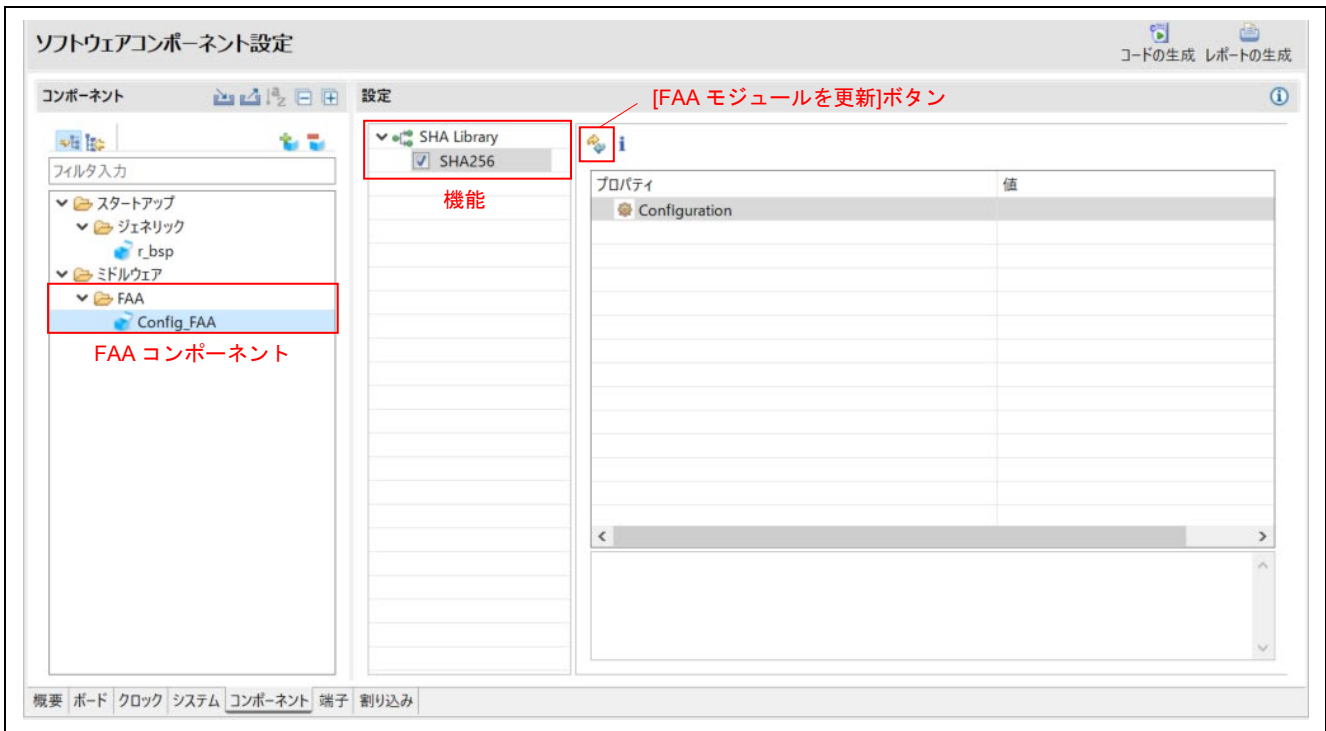 ソフトウェアコンポーネント設定
コードの生成 レポートの生成
コンポーネント
設定
[FAA モジュールを更新]ボタン
フィルタ入力
スタートアップ
ジェネリック
r_bsp
ミドルウェア
FAA
Config_FAA
FAA コンポーネント
SHA Library
SHA256
機能
プロパティ 値
Configuration
概要 ボード クロック システム コンポーネント 端子 割り込み